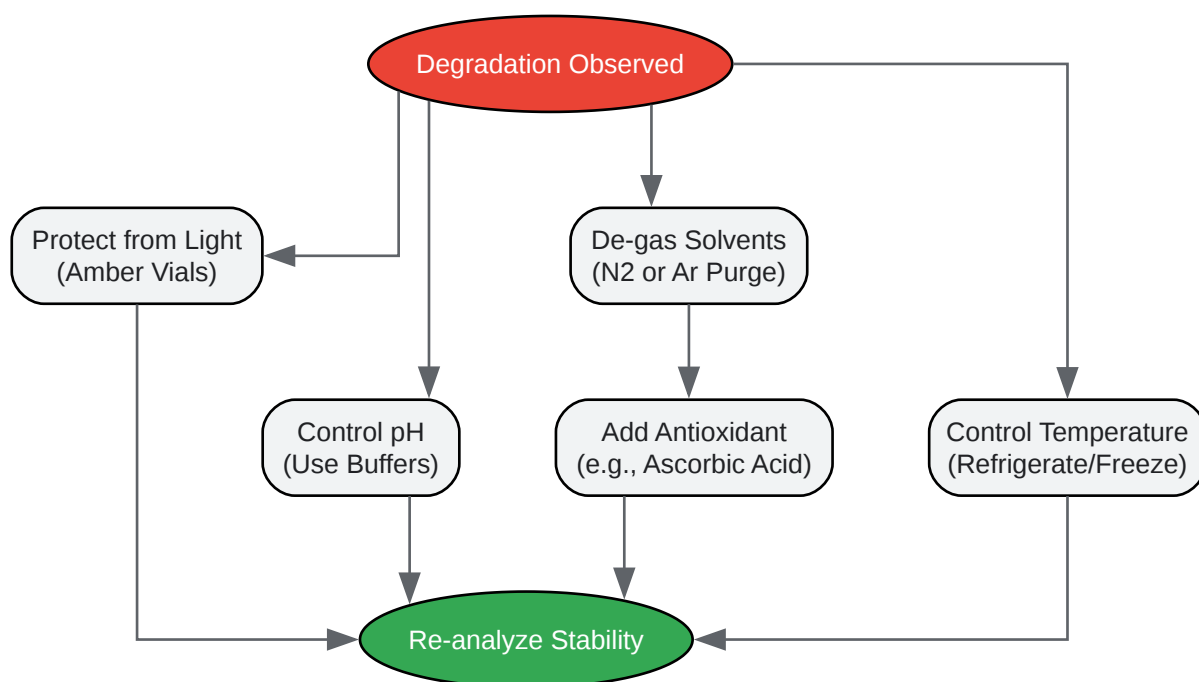 Degradation Observed
Protect from Light
(Amber Vials)
De-gas Solvents
(N2 or Ar Purge)
Control pH
(Use Buffers)
Add Antioxidant
(e.g., Ascorbic Acid)
Control Temperature
(Refrigerate/Freeze)
Re-analyze Stability